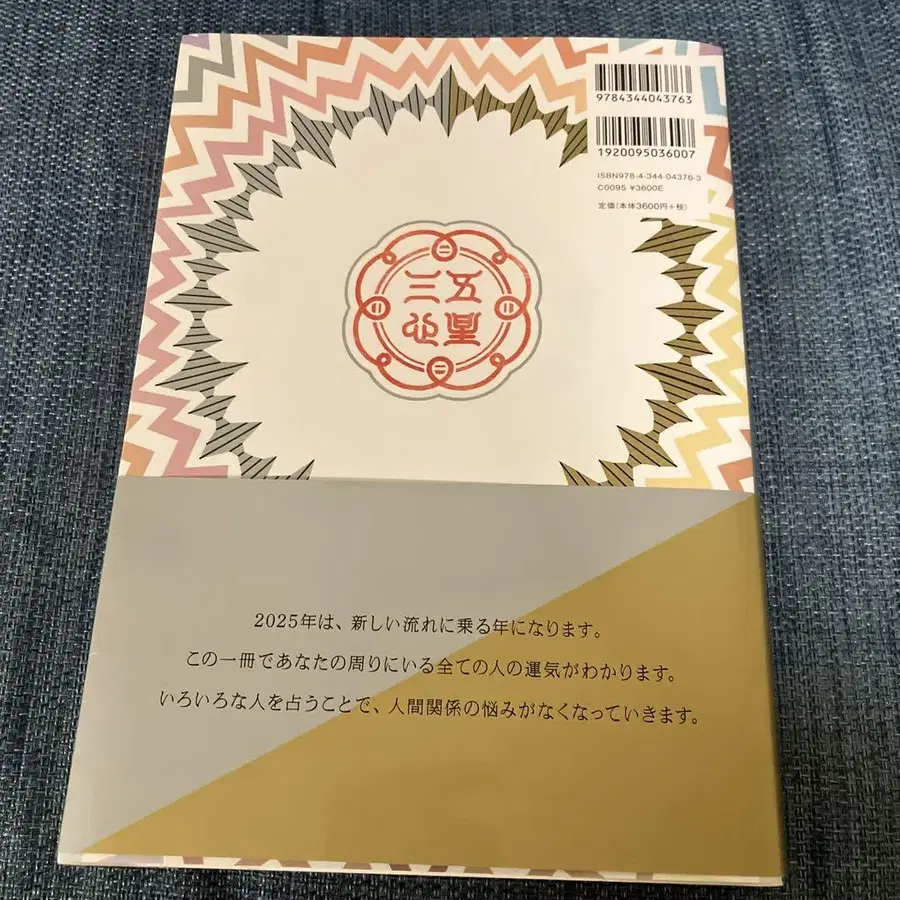 9784344043763
1920095036007
ISBN978-4-344-04376-3
C0095 ¥3600E
定価(本体3600円+税)
五星
三心
2025年は、新しい流れに乗る年になります。
この一冊であなたの周りにいる全ての人の運気がわかります。
いろいろな人を占うことで、人間関係の悩みがなくなっていきます。